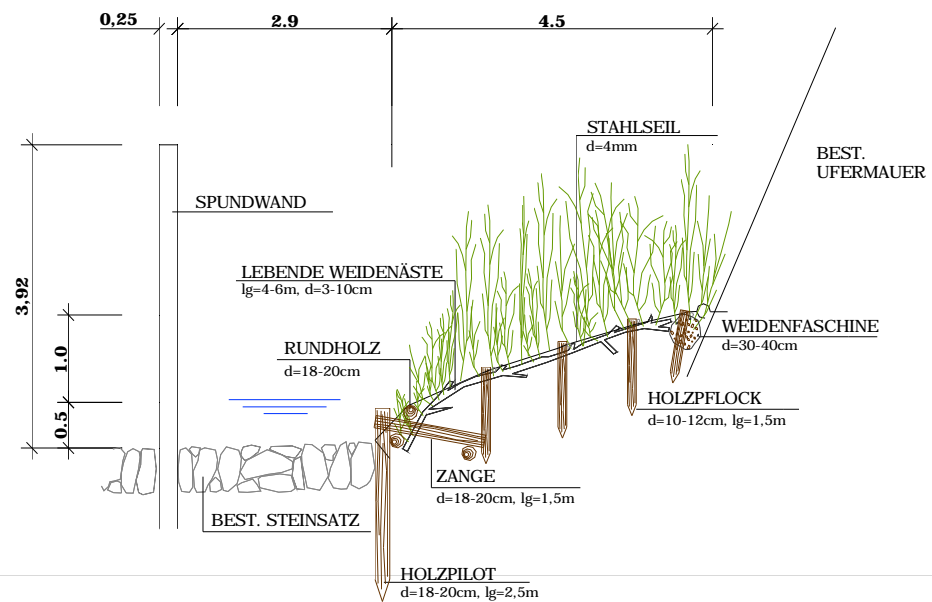 0,25
2.9
4.5
STAHLSEIL
d=4mm
BEST.
UFERMAUER
SPUNDWAND
3,92
LEBENDE WEIDENÄSTE
lg=4-6m, d=3-10cm
1.0
WEIDENFASCHINE
d=30-40cm
RUNDHOLZ
d=18-20cm
HOLZPFLOCK
d=10-12cm, lg=1,5m
0.5
ZANGE
d=18-20cm, lg=1,5m
BEST. STEINSATZ
HOLZPILOT
d=18-20cm, lg=2,5m